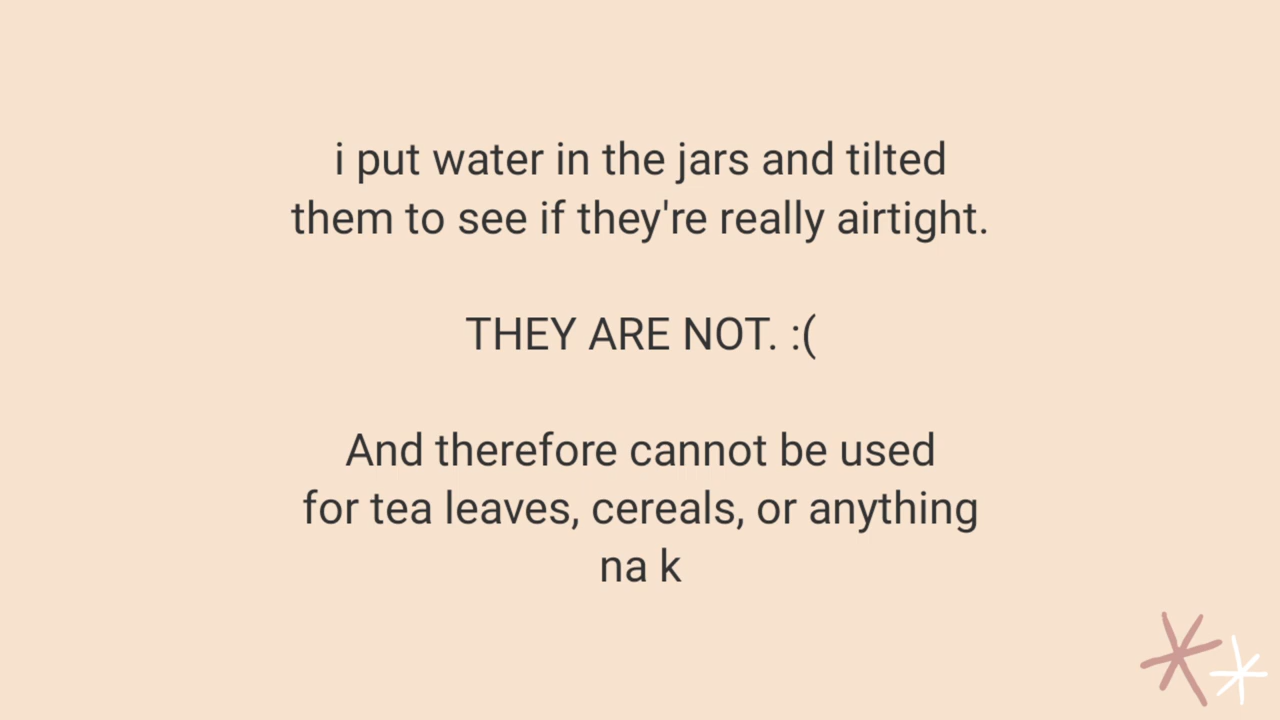 i put water in the jars and tilted
them to see if they're really airtight.
THEY ARE NOT. :(
And therefore cannot be used
for tea leaves, cereals, or anything
na k